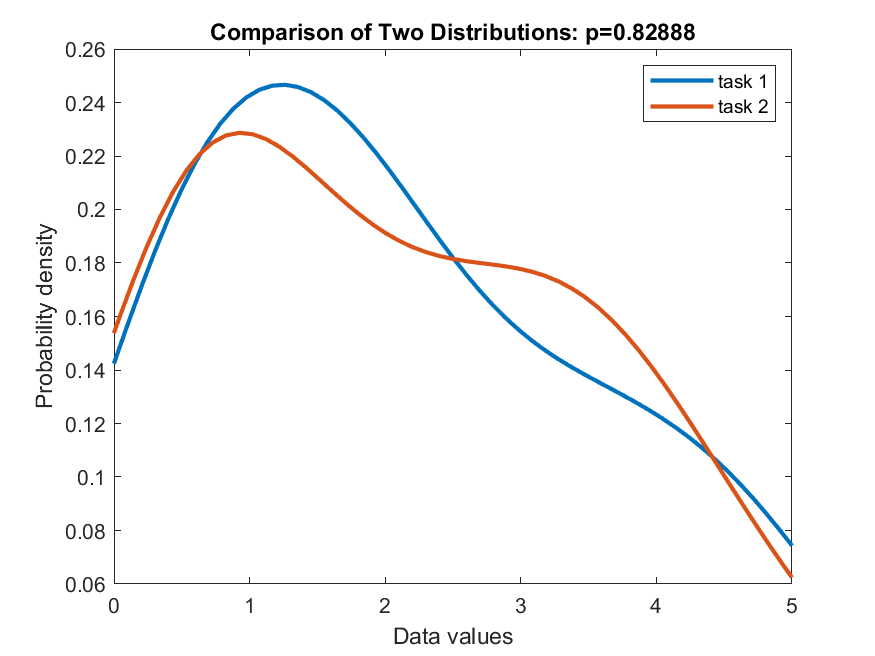 Comparison of Two Distributions: p=0.82888
0.26
0.24
0.22
0.2
0.18
0.16
0.14
0.12
0.1
0.08
0.06
Probability density
task 1
task 2
0 1 2 3 4 5
Data values